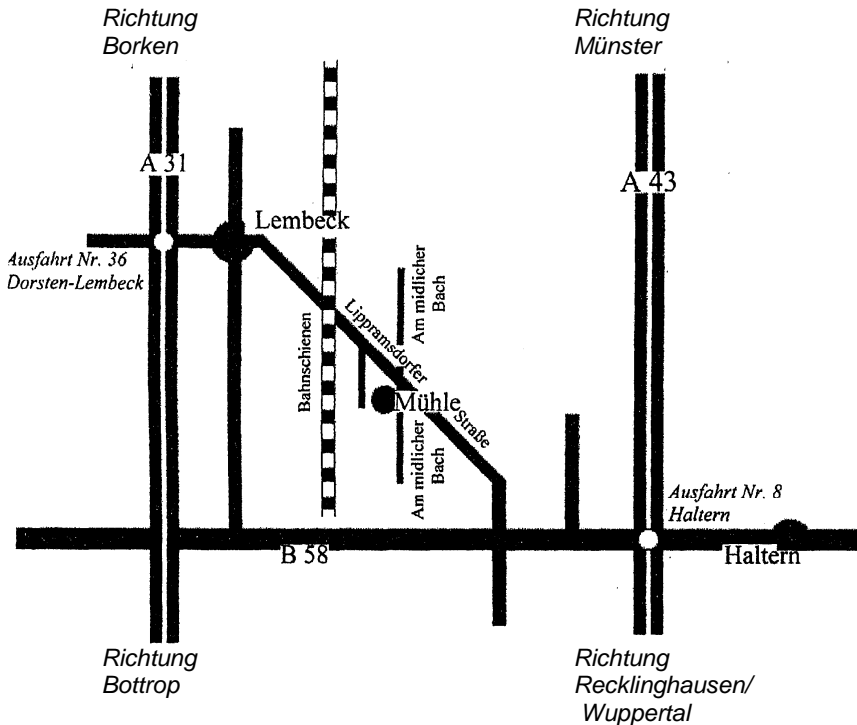 Richtung
Borken
Richtung
Münster
A 31
A 43
Lembeck
Ausfahrt Nr. 36
Dorsten-Lembeck
Am midlicher
Bach
Bahnschienen
Lippramsdorfer
Straße
Mühle
Am midlicher
Bach
Ausfahrt Nr. 8
Haltern
B 58
Haltern
Richtung
Bottrop
Richtung
Recklinghausen/
Wuppertal